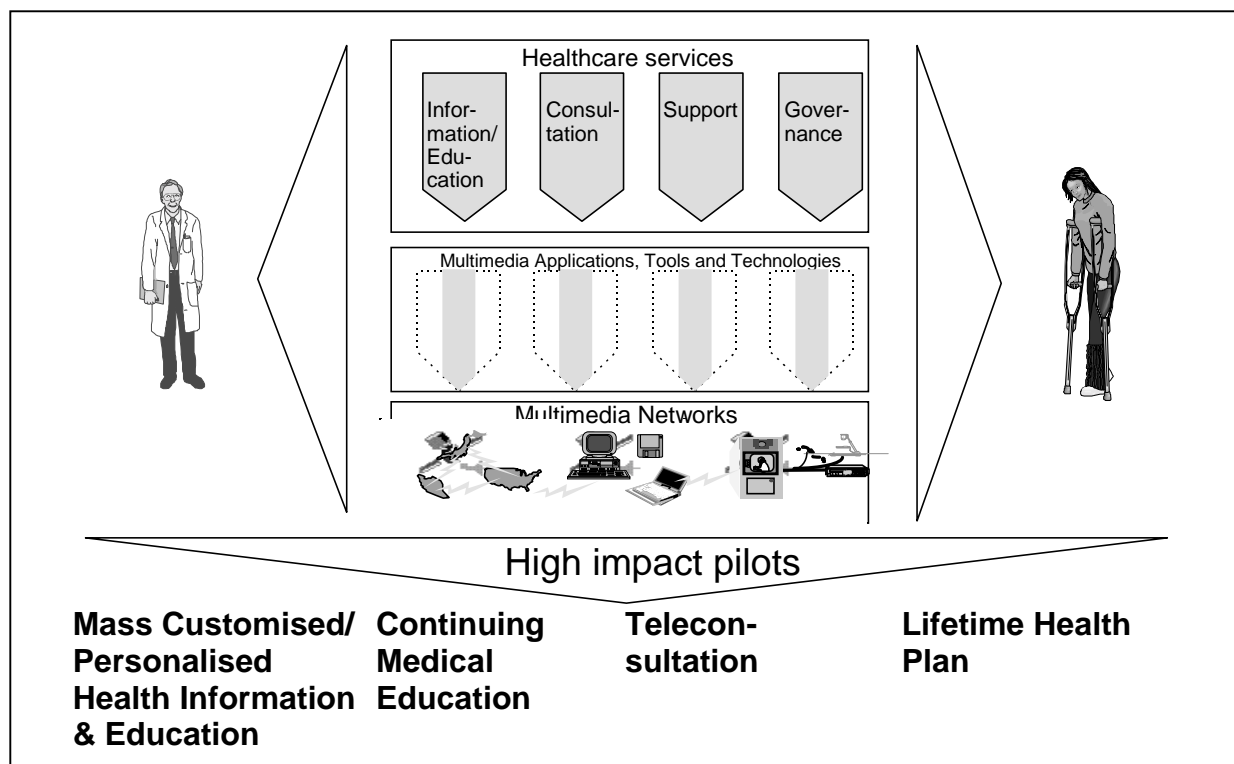 Healthcare services
Infor-
mation/
Edu-
cation
Consul-
tation
Support
Gover-
nance
Multimedia Applications, Tools and Technologies
Multimedia Networks
High impact pilots
Mass Customised/
Personalised
Health Information
& Education
Continuing
Medical
Education
Telecon-
sultation
Lifetime Health
Plan